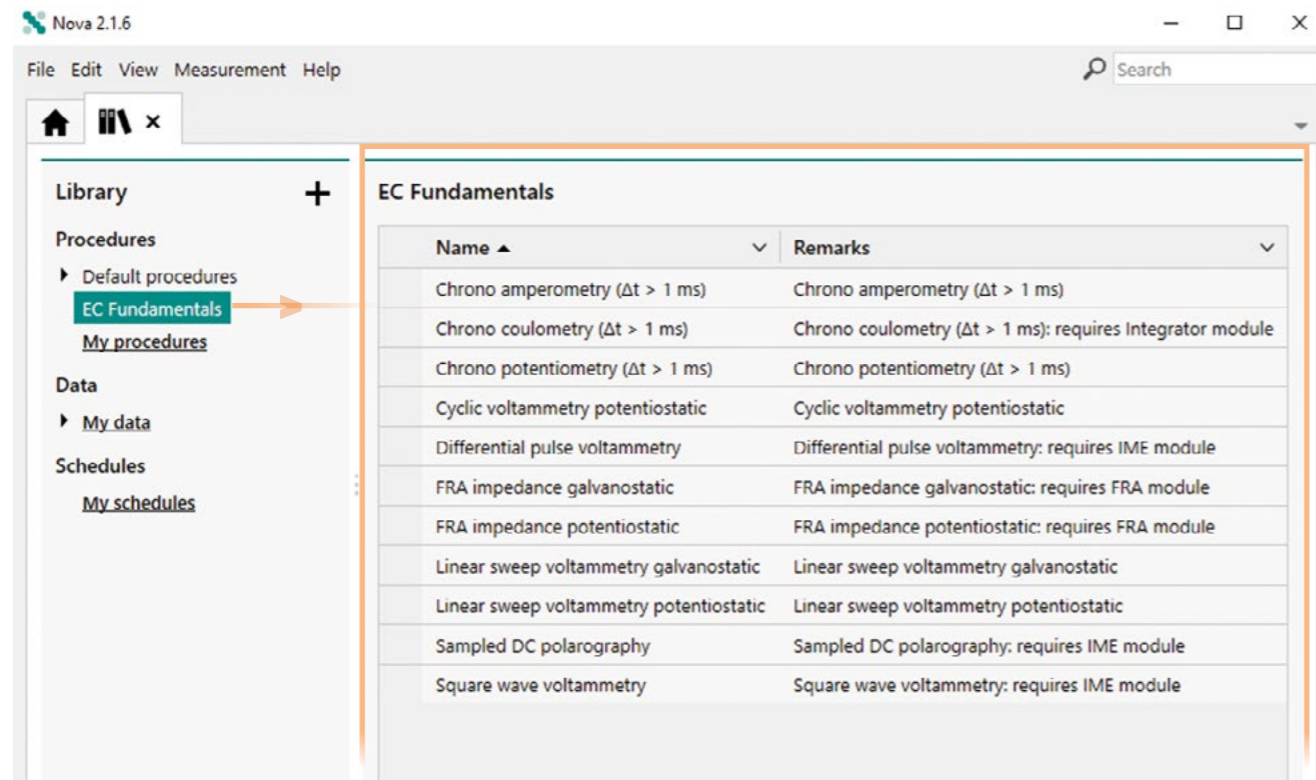 Nova 2.1.6
File Edit View Measurement Help
Search
Library
Procedures
Default procedures
EC Fundamentals
My procedures
Data
My data
Schedules
My schedules
EC Fundamentals
Name Remarks
Chrono amperometry (Δt > 1 ms) Chrono amperometry (Δt > 1 ms)
Chrono coulometry (Δt > 1 ms) Chrono coulometry (Δt > 1 ms): requires Integrator module
Chrono potentiometry (Δt > 1 ms) Chrono potentiometry (Δt > 1 ms)
Cyclic voltammetry potentiostatic Cyclic voltammetry potentiostatic
Differential pulse voltammetry Differential pulse voltammetry: requires IME module
FRA impedance galvanostatic FRA impedance galvanostatic: requires FRA module
FRA impedance potentiostatic FRA impedance potentiostatic: requires FRA module
Linear sweep voltammetry galvanostatic Linear sweep voltammetry galvanostatic
Linear sweep voltammetry potentiostatic Linear sweep voltammetry potentiostatic
Sampled DC polarography Sampled DC polarography: requires IME module
Square wave voltammetry Square wave voltammetry: requires IME module